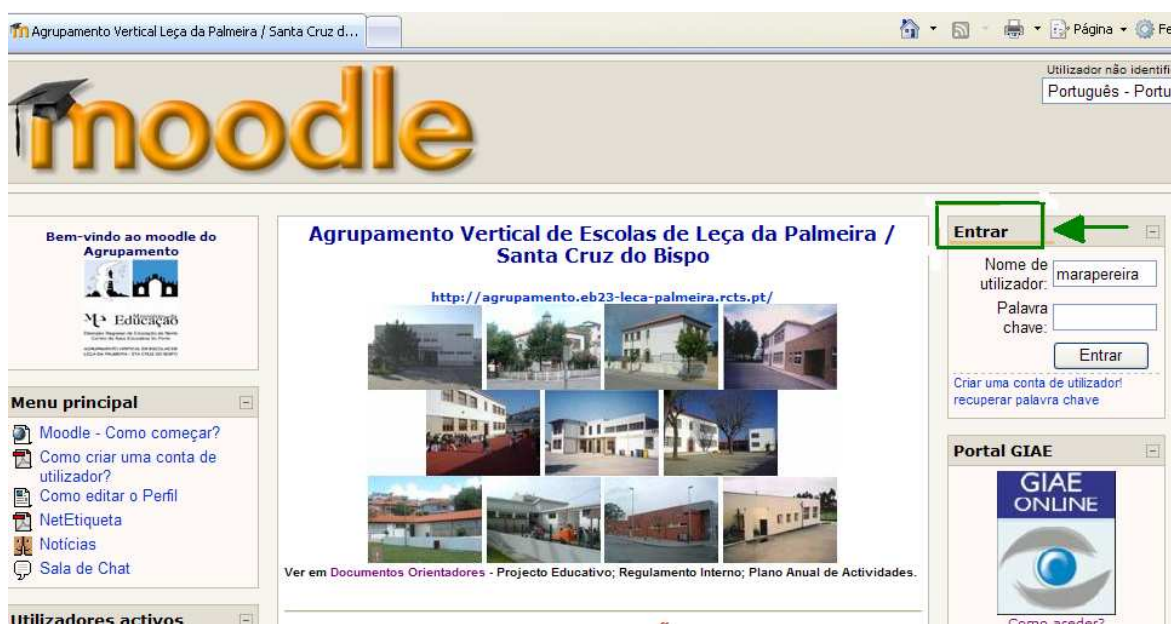 Agrupamento Vertical Leça da Palmeira / Santa Cruz d...
Página
Fe
moodle
Utilizador não identifi
Português - Portu
Bem-vindo ao moodle do
Agrupamento
Educação
Menu principal
Moodle - Como começar?
Como criar uma conta de
utilizador?
Como editar o Perfil
NetEtiqueta
Notícias
Sala de Chat
Utilizadores activos
Agrupamento Vertical de Escolas de Leça da Palmeira /
Santa Cruz do Bispo
http://agrupamento.eb23-leca-palmeira.rcts.pt/
Ver em Documentos Orientadores - Projecto Educativo; Regulamento Interno; Plano Anual de Actividades.
Entrar
Nome de
utilizador:
marapereira
Palavra
chave:
Entrar
Criar uma conta de utilizador!
recuperar palavra chave
Portal GIAE
GIAE
ONLINE
Como aceder?